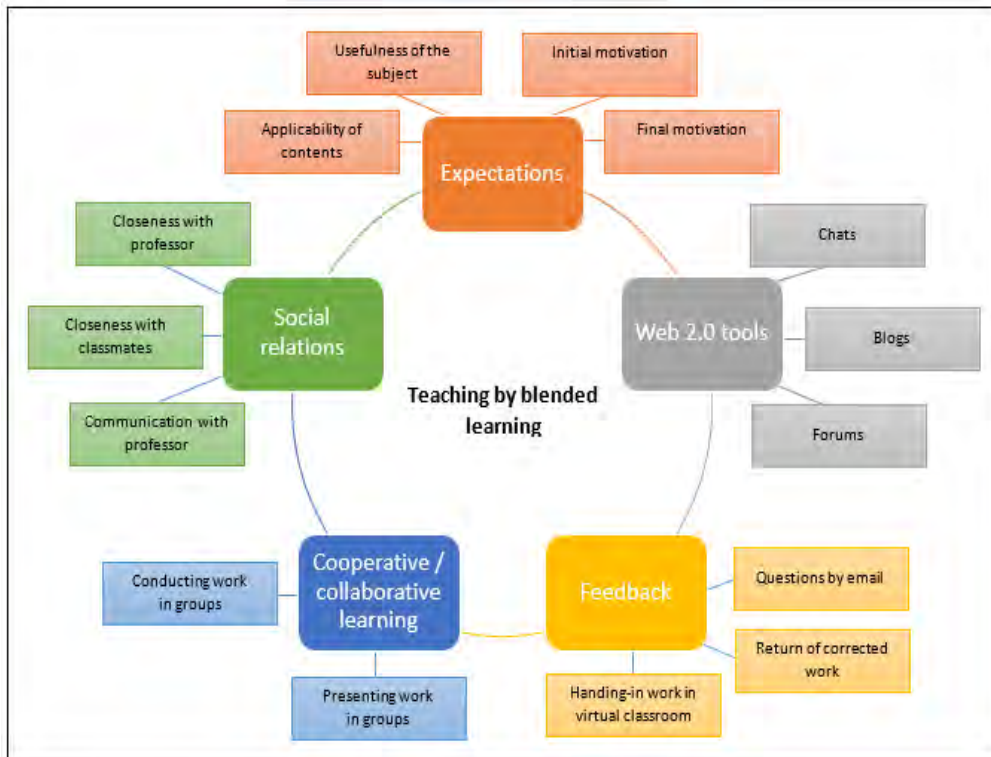 Usefulness of the
subject
Initial motivation
Applicability of
contents
Final motivation
Expectations
Closeness with
professor
Closeness with
classmates
Communication with
professor
Social
relations
Chats
Blogs
Forums
Web 2.0 tools
Teaching by blended
learning
Conducting work
in groups
Presenting work
in groups
Cooperative /
collaborative
learning
Feedback
Questions by email
Return of corrected
work
Handing-in work in
virtual classroom